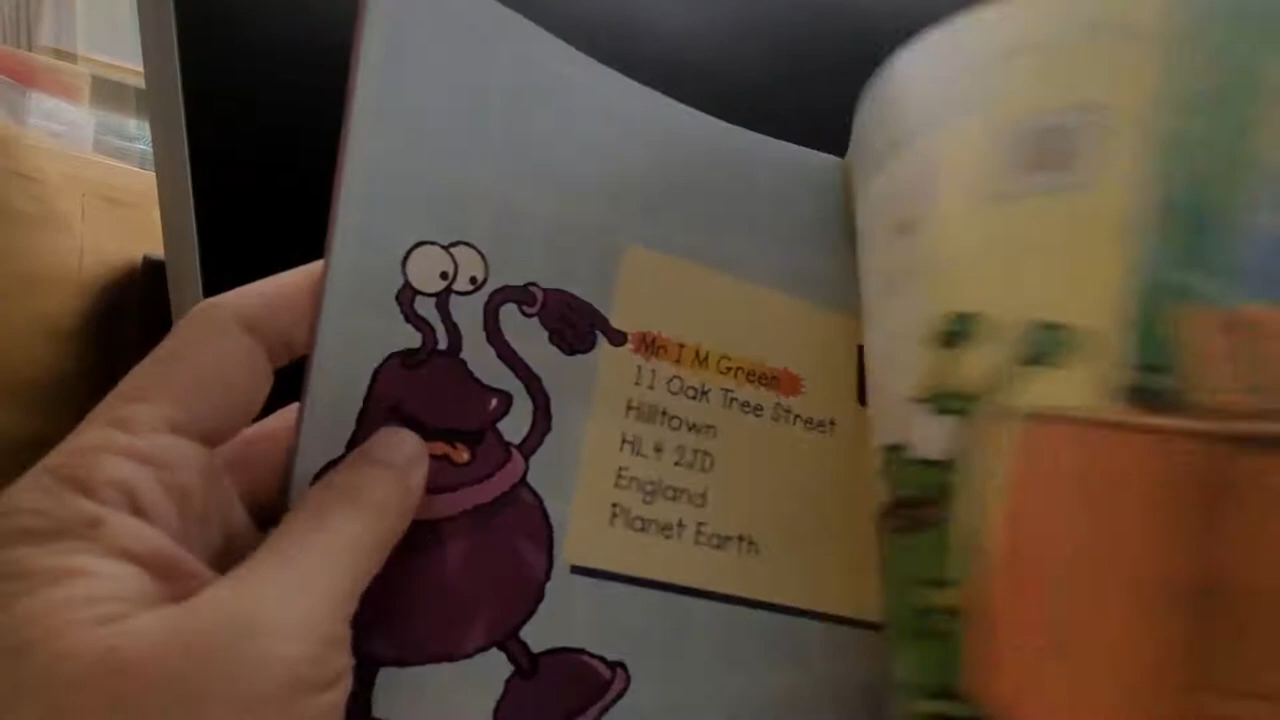 Mr I M Green
11 Oak Tree Street
Hilltown
HL4 2JD
England
Planet Earth